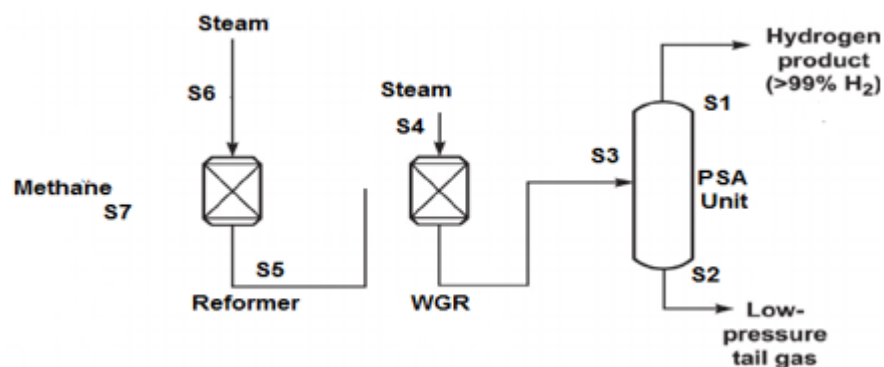 Steam
S6
Steam
S4
Hydrogen
product
(>99% H₂)
S1
S3
Methane
S7
PSA
Unit
S5
S2
Reformer
WGR
Low-
pressure
tail gas